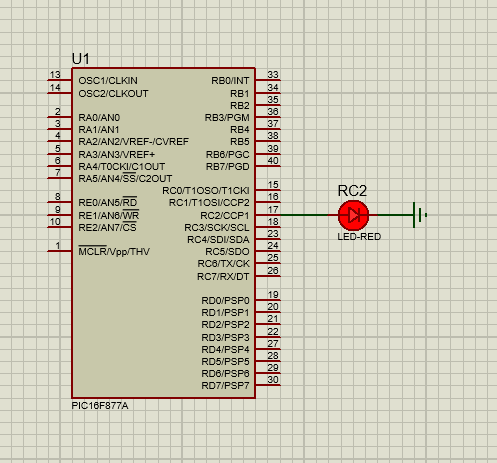 U1
13 OSC1/CLKIN RB0/INT 33
14 OSC2/CLKOUT RB1 34
RB2 35
2 RA0/AN0 RB3/PGM 36
3 RA1/AN1 RB4 37
4 RA2/AN2/VREF-/CVREF RB5 38
5 RA3/AN3/VREF+ RB6/PGC 39
6 RA4/T0CKI/C1OUT RB7/PGD 40
7 RA5/AN4/SS/C2OUT
RC0/T1OSO/T1CKI 15
8 RE0/AN5/RD RC1/T1OSI/CCP2 16
9 RE1/AN6/WR RC2/CCP1 17
10 RE2/AN7/CS RC3/SCK/SCL 18
RC4/SDI/SDA 23
1 MCLR/Vpp/THV RC5/SDO 24
RC6/TX/CK 25
RC7/RX/DT 26
RD0/PSP0 19
RD1/PSP1 20
RD2/PSP2 21
RD3/PSP3 22
RD4/PSP4 27
RD5/PSP5 28
RD6/PSP6 29
RD7/PSP7 30
PIC16F877A
RC2
LED-RED